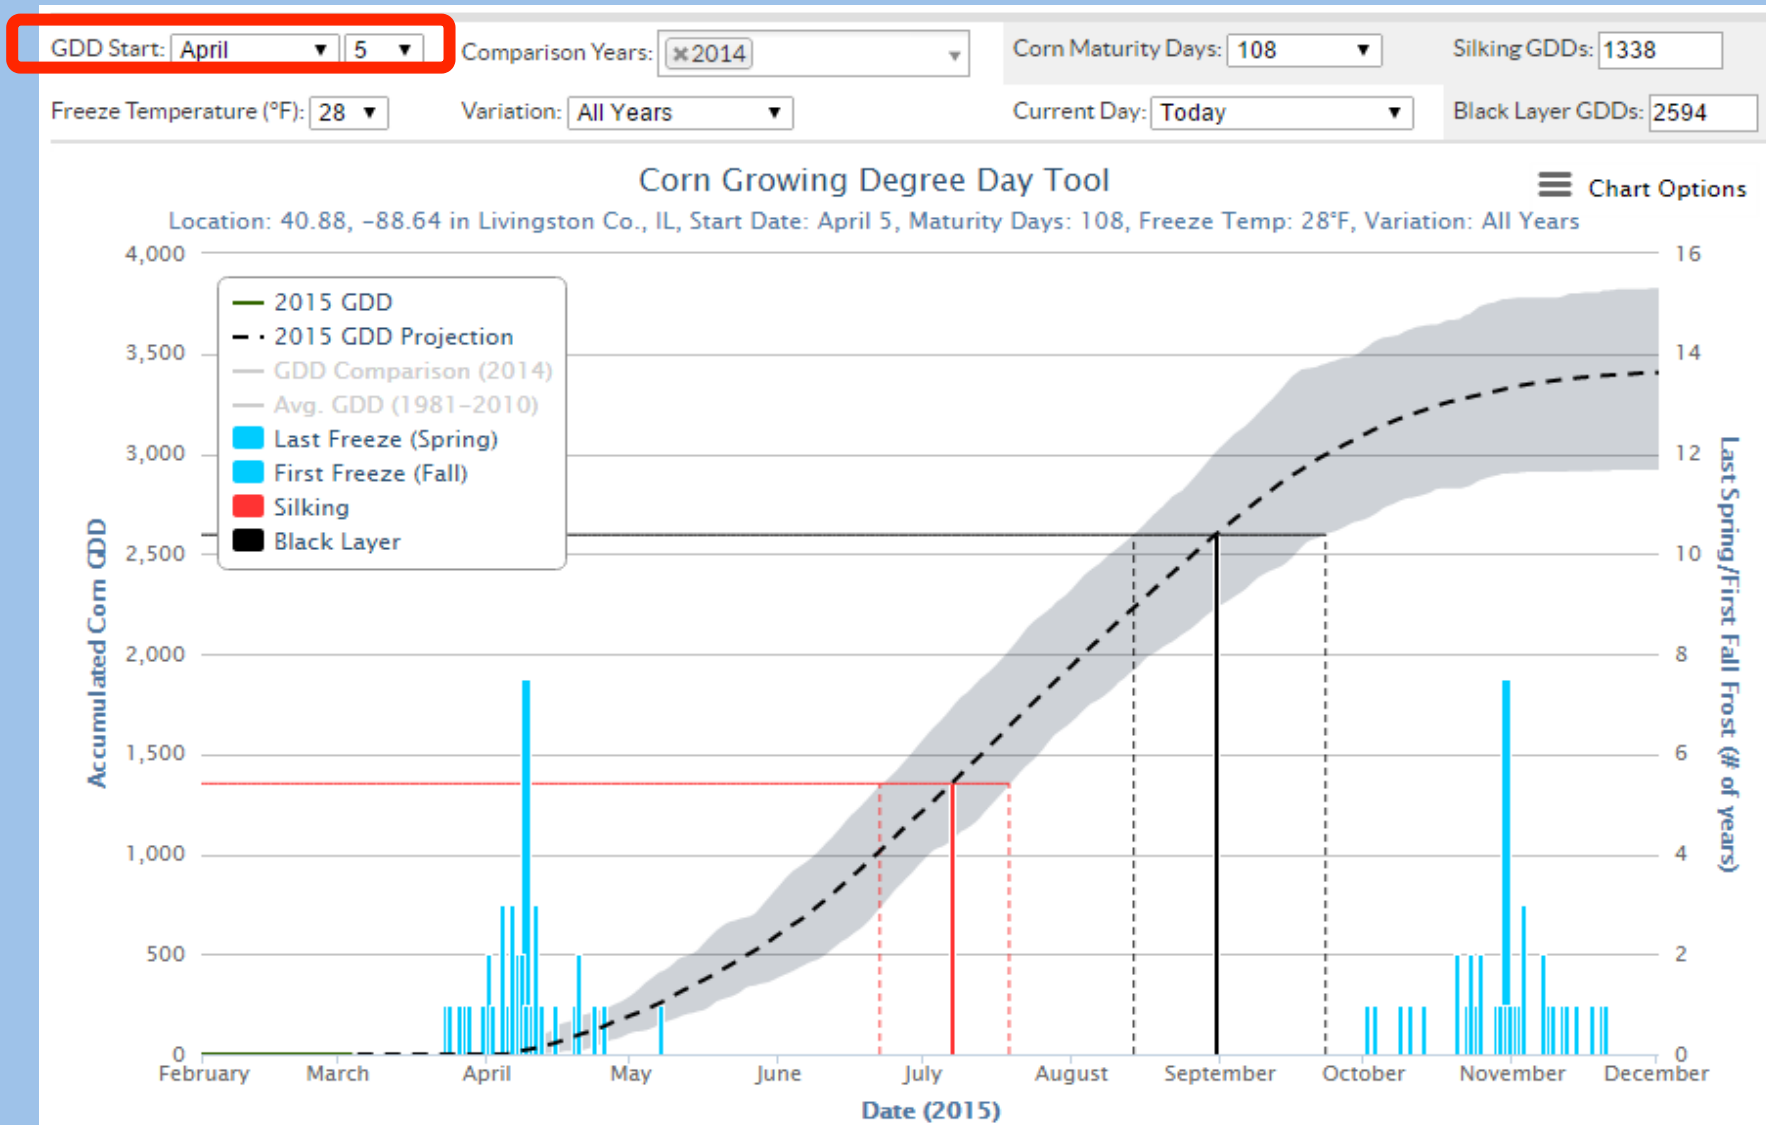 GDD Start: April 5 Comparison Years: ×2014 Corn Maturity Days: 108 Silking GDDs: 1338
Freeze Temperature (°F): 28 Variation: All Years Current Day: Today Black Layer GDDs: 2594
Corn Growing Degree Day Tool
Chart Options
Location: 40.88, -88.64 in Livingston Co., IL, Start Date: April 5, Maturity Days: 108, Freeze Temp: 28°F, Variation: All Years
4,000
3,500
3,000
2,500
2,000
1,500
1,000
500
0
Accumulated Corn GDD
2015 GDD
2015 GDD Projection
GDD Comparison (2014)
Avg. GDD (1981-2010)
Last Freeze (Spring)
First Freeze (Fall)
Silking
Black Layer
16
14
12
10
8
6
4
2
0
Last Spring/First Fall Frost (# of years)
February March April May June July August September October November December
Date (2015)